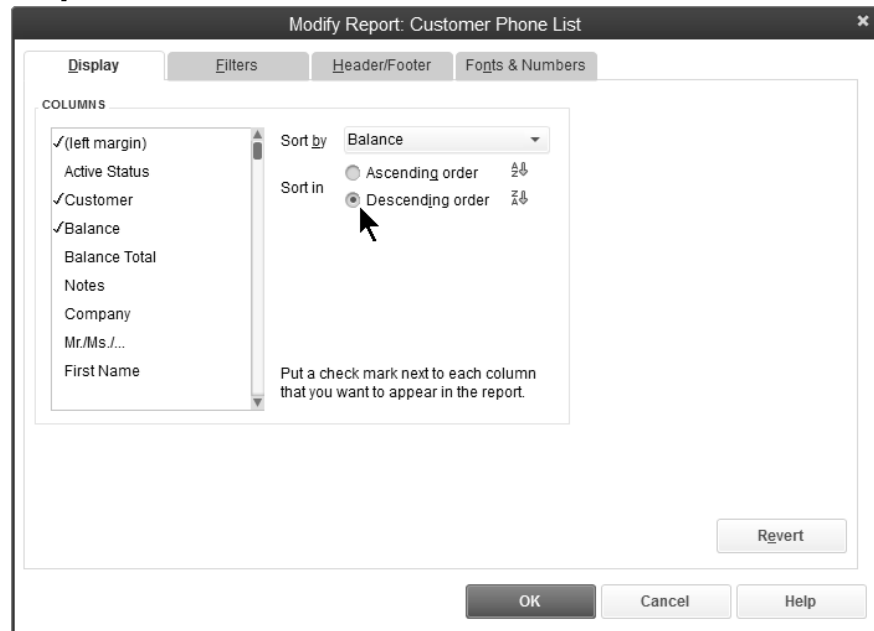 Modify Report: Customer Phone List ×
Display Filters Header/Footer Fonts & Numbers
COLUMNS
✓(left margin)
Active Status
✓Customer
✓Balance
Balance Total
Notes
Company
Mr./Ms./...
First Name
Sort by Balance
Sort in
Ascending order
Descending order
Put a check mark next to each column
that you want to appear in the report.
Revert
OK Cancel Help